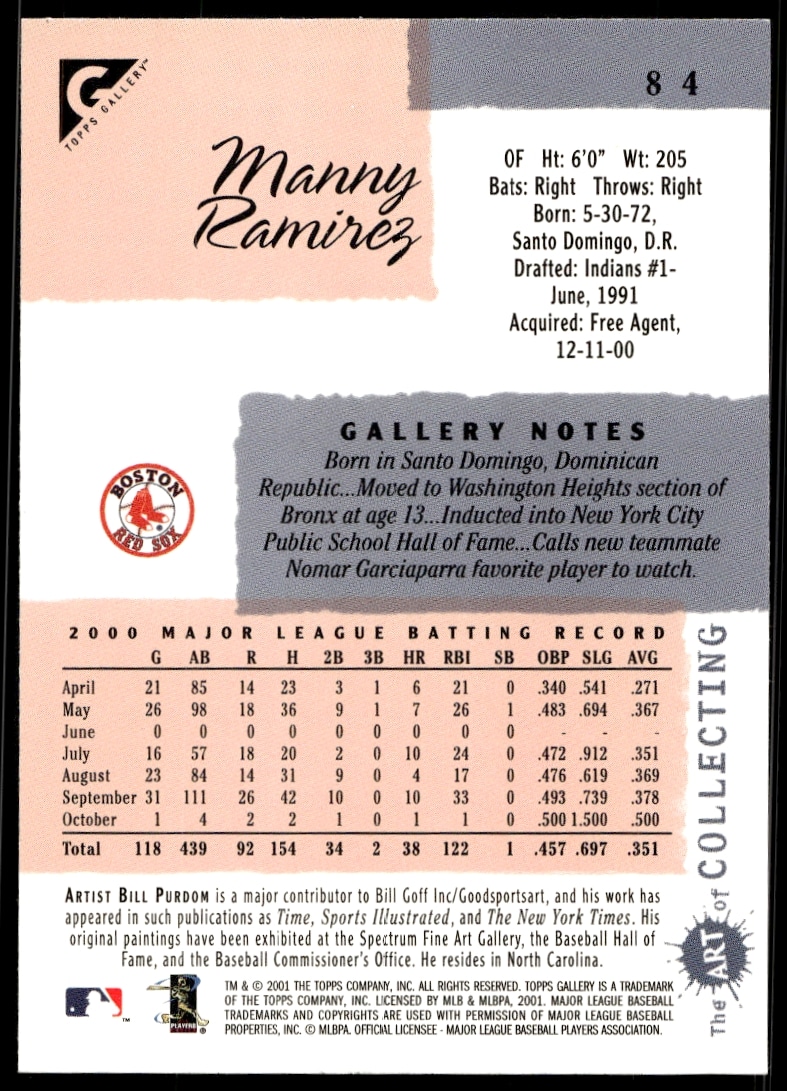 G
TOPPS GALLERY™
84
Manny
Ramirez
OF Ht: 6'0" Wt: 205
Bats: Right Throws: Right
Born: 5-30-72,
Santo Domingo, D.R.
Drafted: Indians #1-
June, 1991
Acquired: Free Agent,
12-11-00
BOSTON
RED SOX
GALLERY NOTES
Born in Santo Domingo, Dominican
Republic...Moved to Washington Heights section of
Bronx at age 13...Inducted into New York City
Public School Hall of Fame...Calls new teammate
Nomar Garciaparra favorite player to watch.
2000 MAJOR LEAGUE BATTING RECORD
G AB R H 2B 3B HR RBI SB OBP SLG AVG
April 21 85 14 23 3 1 6 21 0 .340 .541 .271
May 26 98 18 36 9 1 7 26 1 .483 .694 .367
June 0 0 0 0 0 0 0 0 0 - - -
July 16 57 18 20 2 0 10 24 0 .472 .912 .351
August 23 84 14 31 9 0 4 17 0 .476 .619 .369
September 31 111 26 42 10 0 10 33 0 .493 .739 .378
October 1 4 2 2 1 0 1 1 0 .500 1.500 .500
Total 118 439 92 154 34 2 38 122 1 .457 .697 .351
The ART of COLLECTING
ARTIST BILL PURDOM is a major contributor to Bill Goff Inc/Goodsportsart, and his work has
appeared in such publications as Time, Sports Illustrated, and The New York Times. His
original paintings have been exhibited at the Spectrum Fine Art Gallery, the Baseball Hall of
Fame, and the Baseball Commissioner's Office. He resides in North Carolina.
TM
PLAYERS ®
TM & © 2001 THE TOPPS COMPANY, INC. ALL RIGHTS RESERVED. TOPPS GALLERY IS A TRADEMARK
OF THE TOPPS COMPANY, INC. LICENSED BY MLB & MLBPA, 2001. MAJOR LEAGUE BASEBALL
TRADEMARKS AND COPYRIGHTS ARE USED WITH PERMISSION OF MAJOR LEAGUE BASEBALL
PROPERTIES, INC. © MLBPA. OFFICIAL LICENSEE - MAJOR LEAGUE BASEBALL PLAYERS ASSOCIATION.